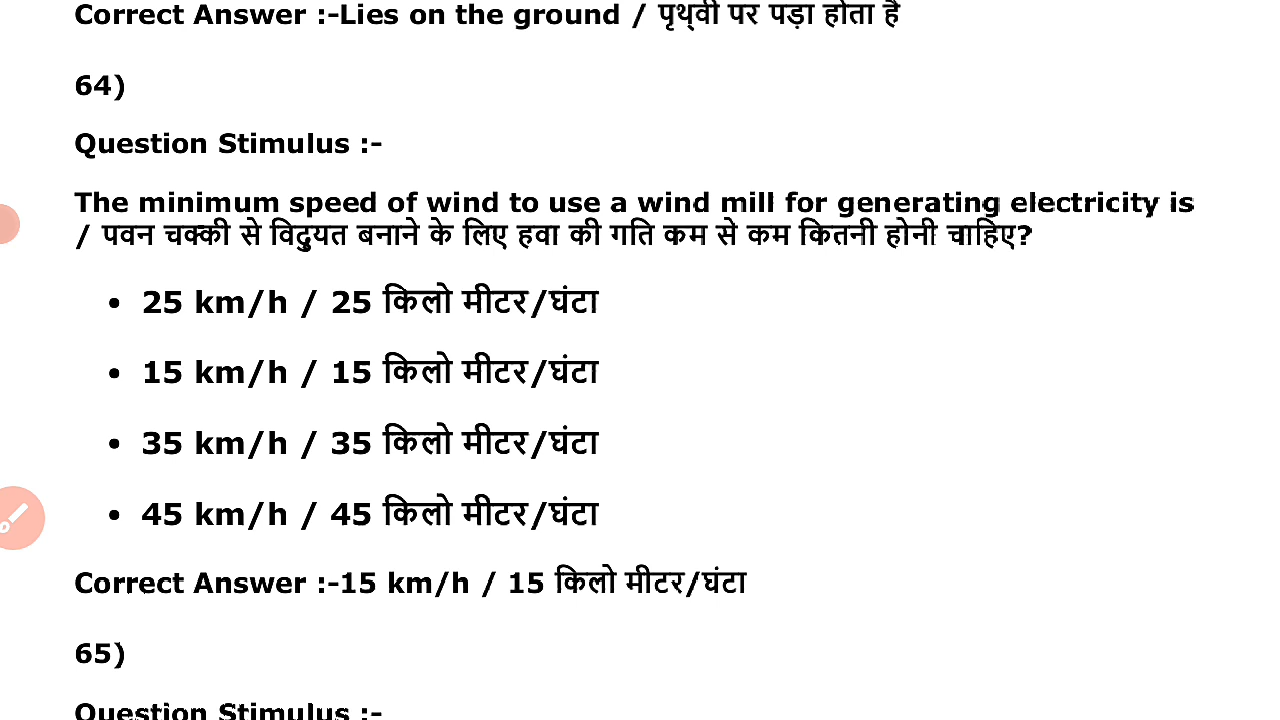 Correct Answer :-Lies on the ground / पृथ्वी पर पड़ा होता है
64)
Question Stimulus :-
The minimum speed of wind to use a wind mill for generating electricity is
/ पवन चक्की से विद्युयत बनाने के लिए हवा की गति कम से कम कितनी होनी चाहिए?
• 25 km/h / 25 किलो मीटर/घंटा
• 15 km/h / 15 किलो मीटर/घंटा
• 35 km/h / 35 किलो मीटर/घंटा
• 45 km/h / 45 किलो मीटर/घंटा
Correct Answer :-15 km/h / 15 किलो मीटर/घंटा
65)
Question Stimulus :-